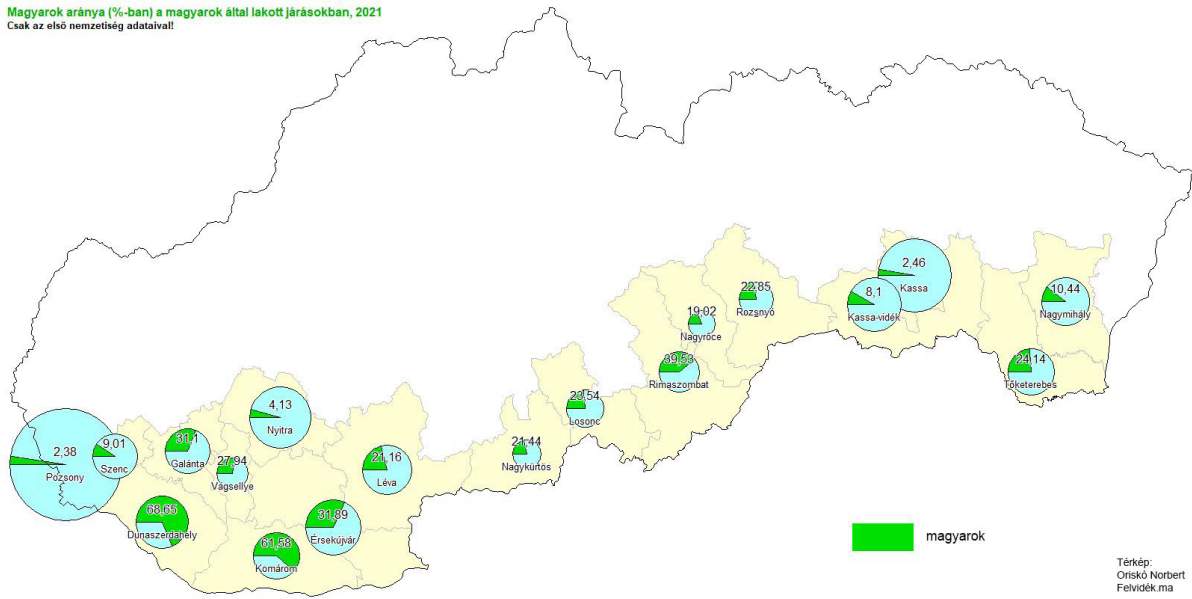 Magyarok aránya (%-ban) a magyarok által lakott járásokban, 2021
Csak az első nemzetiség adataival!
2,46
Kassa
8,1
Kassa-vidék
10,44
Nagymihály
22,85
Rozsnyó
19,02
Nagyrőce
39,53
Rimaszombat
24,14
Tőketerebes
4,13
Nyitra
23,54
Losonc
2,38
Pozsony
9,01
Szenc
31,1
Galánta
27,94
Vágsellye
21,16
Léva
21,44
Nagykürtös
68,65
Dunaszerdahely
31,89
Érsekújvár
61,58
Komárom
magyarok
Térkép:
Oriskó Norbert
Felvidék.ma